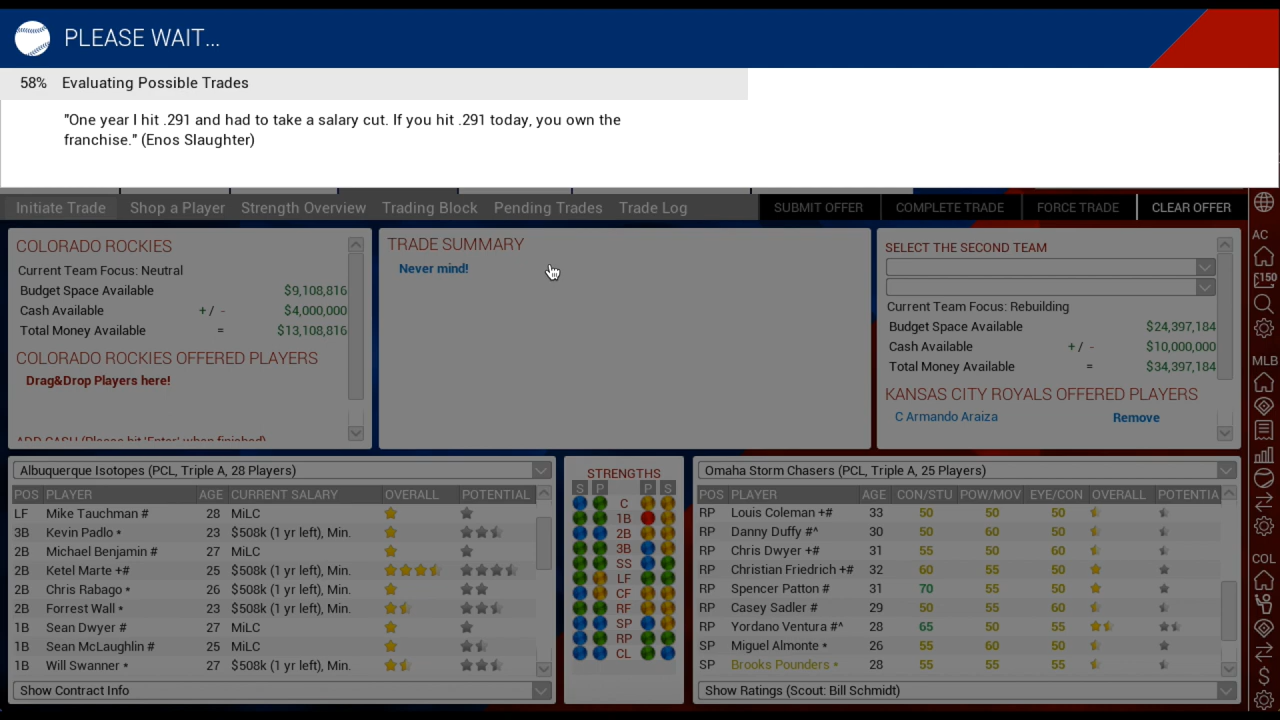 PLEASE WAIT...
58% Evaluating Possible Trades
"One year I hit .291 and had to take a salary cut. If you hit .291 today, you own the
franchise." (Enos Slaughter)
Initiate Trade Shop a Player Strength Overview Trading Block Pending Trades Trade Log SUBMIT OFFER COMPLETE TRADE FORCE TRADE CLEAR OFFER
COLORADO ROCKIES
Current Team Focus: Neutral
Budget Space Available $9,108,816
Cash Available + / - $4,000,000
Total Money Available = $13,108,816
COLORADO ROCKIES OFFERED PLAYERS
Drag&Drop Players here!
ADD CASH (Please hit 'Enter' when finished)
TRADE SUMMARY
Never mind!
SELECT THE SECOND TEAM
Current Team Focus: Rebuilding
Budget Space Available $24,397,184
Cash Available + / - $10,000,000
Total Money Available = $34,397,184
KANSAS CITY ROYALS OFFERED PLAYERS
C Armando Araiza Remove
Albuquerque Isotopes (PCL, Triple A, 28 Players)
POS PLAYER AGE CURRENT SALARY OVERALL POTENTIAL
LF Mike Tauchman # 28 MiLC
3B Kevin Padlo * 23 $508k (1 yr left), Min.
2B Michael Benjamin # 27 MiLC
2B Ketel Marte +# 25 $508k (1 yr left), Min.
2B Chris Rabago * 26 $508k (1 yr left), Min.
2B Forrest Wall * 23 $508k (1 yr left), Min.
1B Sean Dwyer # 27 MiLC
1B Sean McLaughlin # 25 MiLC
1B Will Swanner * 27 $508k (1 yr left), Min.
Show Contract Info
STRENGTHS
S P P S
C
1B
2B
3B
SS
LF
CF
RF
SP
RP
CL
Omaha Storm Chasers (PCL, Triple A, 25 Players)
POS PLAYER AGE CON/STU POW/MOV EYE/CON OVERALL POTENTIA
RP Louis Coleman +# 33 50 50 50
RP Danny Duffy #^ 30 55 60 50
RP Chris Dwyer +# 31 55 50 50
RP Christian Friedrich +# 32 60 55 50
RP Spencer Patton # 31 70 55 55
RP Casey Sadler # 29 50 55 60
RP Yordano Ventura #^ 28 65 50 55
SP Miguel Almonte * 26 55 60 50
SP Brooks Pounders * 28 55 55 55
Show Ratings (Scout: Bill Schmidt)
AC
150
MLB
COL